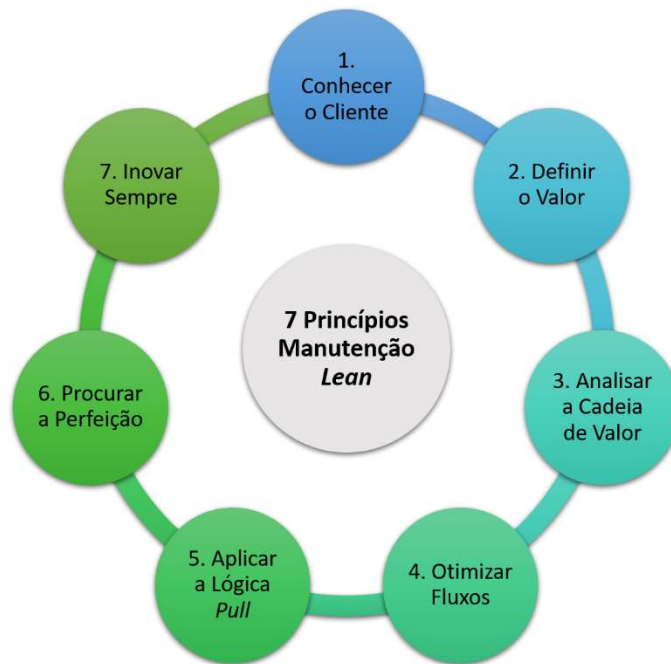 1.
Conhecer
o Cliente
2. Definir
o Valor
3. Analisar
a Cadeia
de Valor
4. Otimizar
Fluxos
5. Aplicar
a Lógica
Pull
6. Procurar
a Perfeição
7. Inovar
Sempre
7 Princípios
Manutenção
Lean